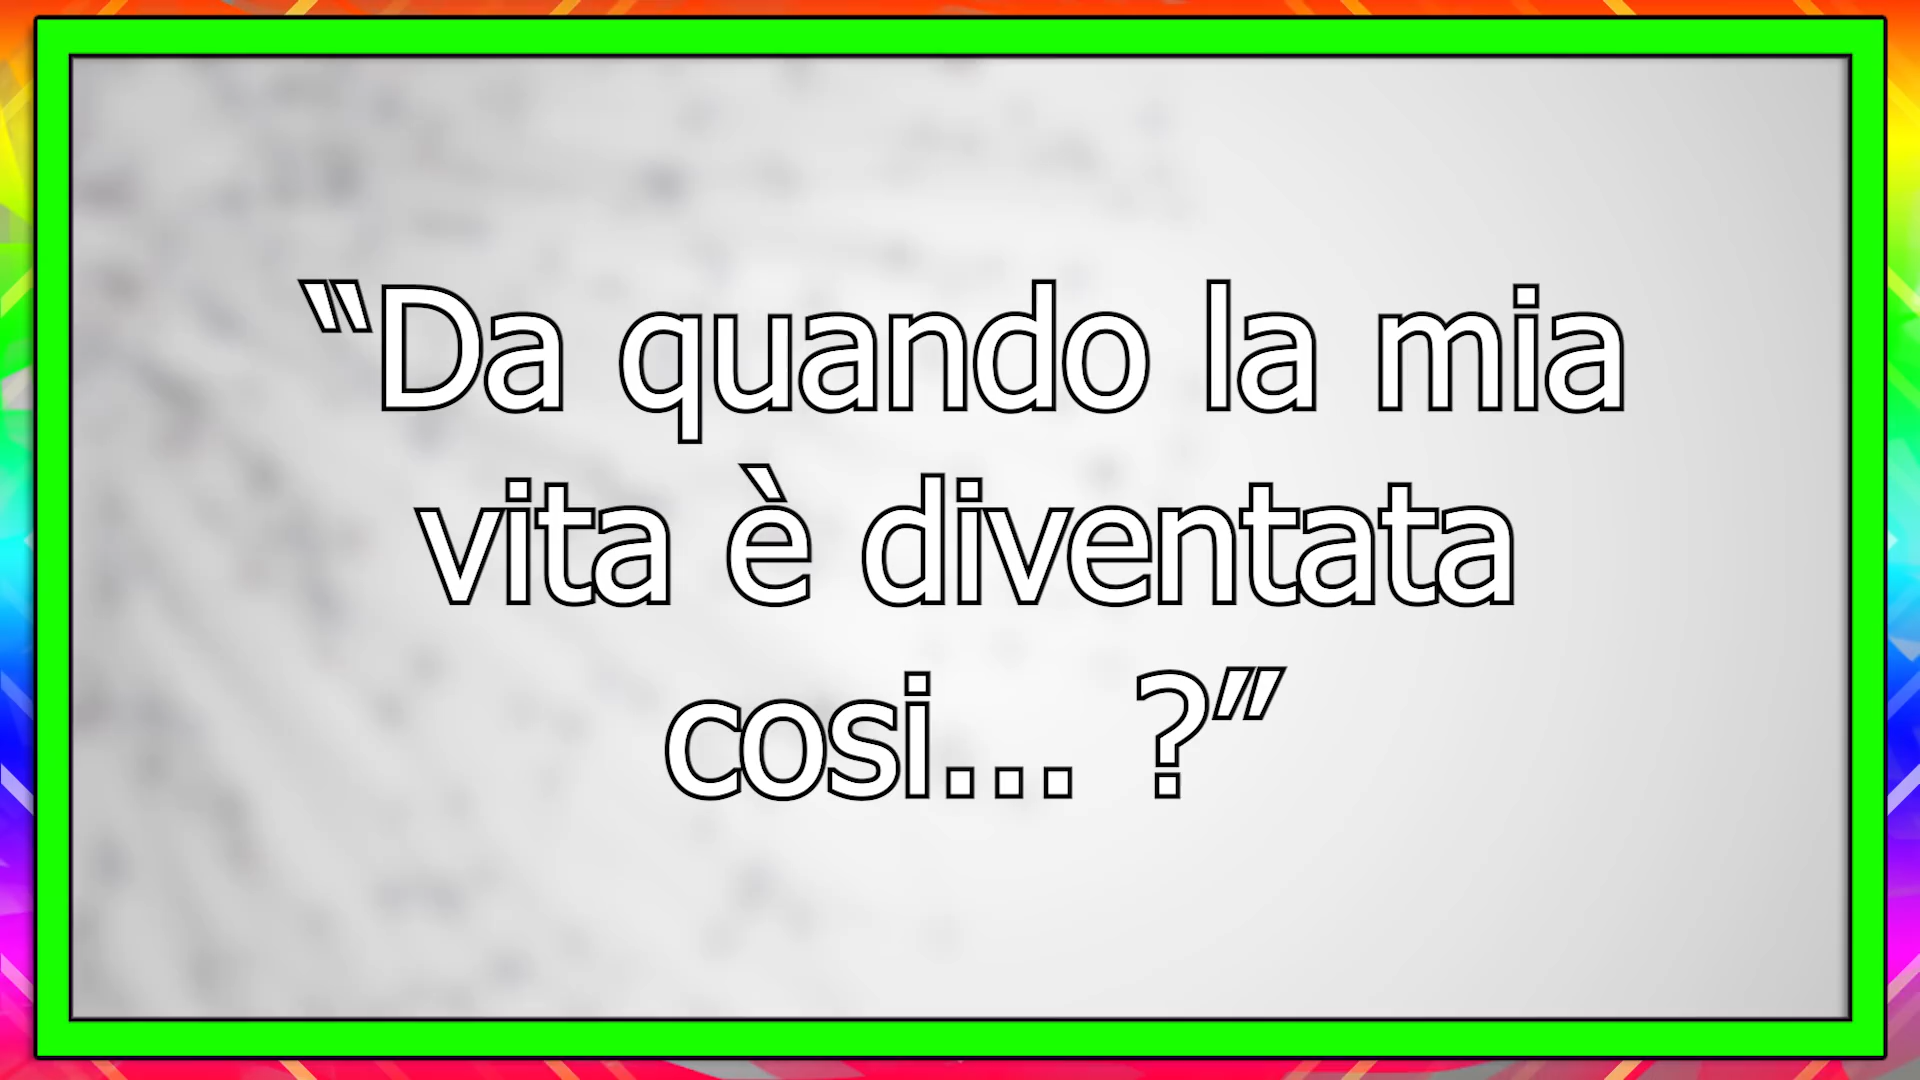 “Da quando la mia
vita è diventata
cosi... ?”